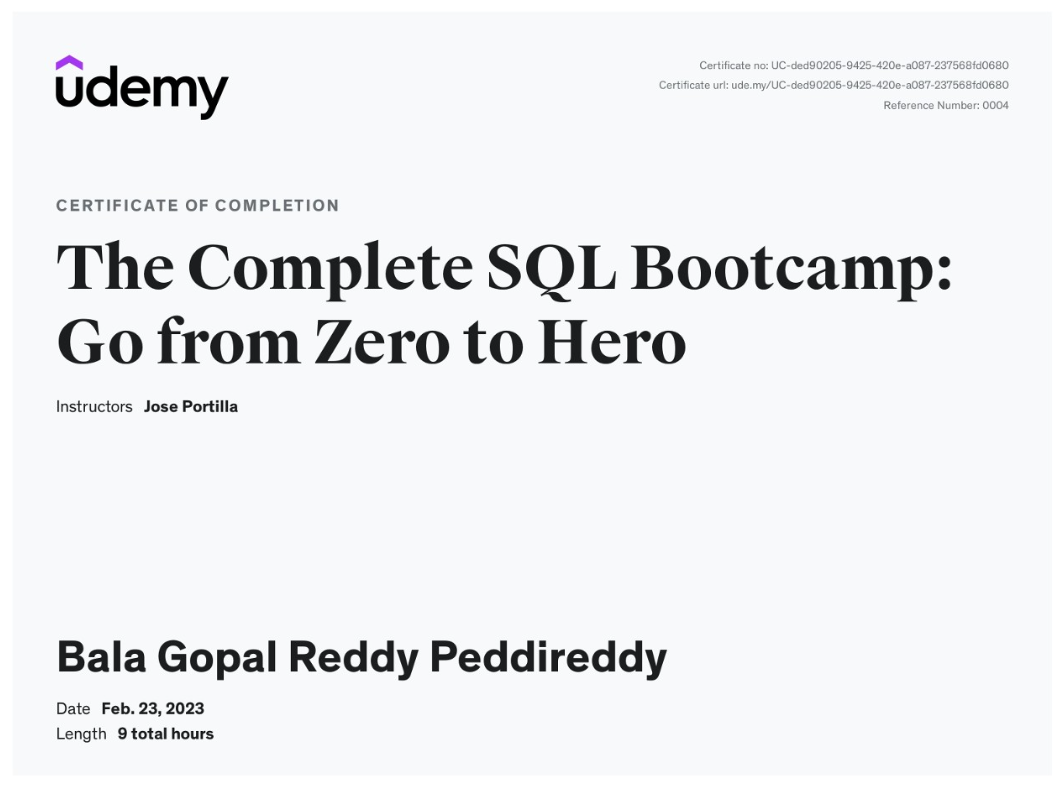 udemy
Certificate no: UC-ded90205-9425-420e-a087-237568fd0680
Certificate url: ude.my/UC-ded90205-9425-420e-a087-237568fd0680
Reference Number: 0004
CERTIFICATE OF COMPLETION
The Complete SQL Bootcamp:
Go from Zero to Hero
Instructors Jose Portilla
Bala Gopal Reddy Peddireddy
Date Feb. 23, 2023
Length 9 total hours